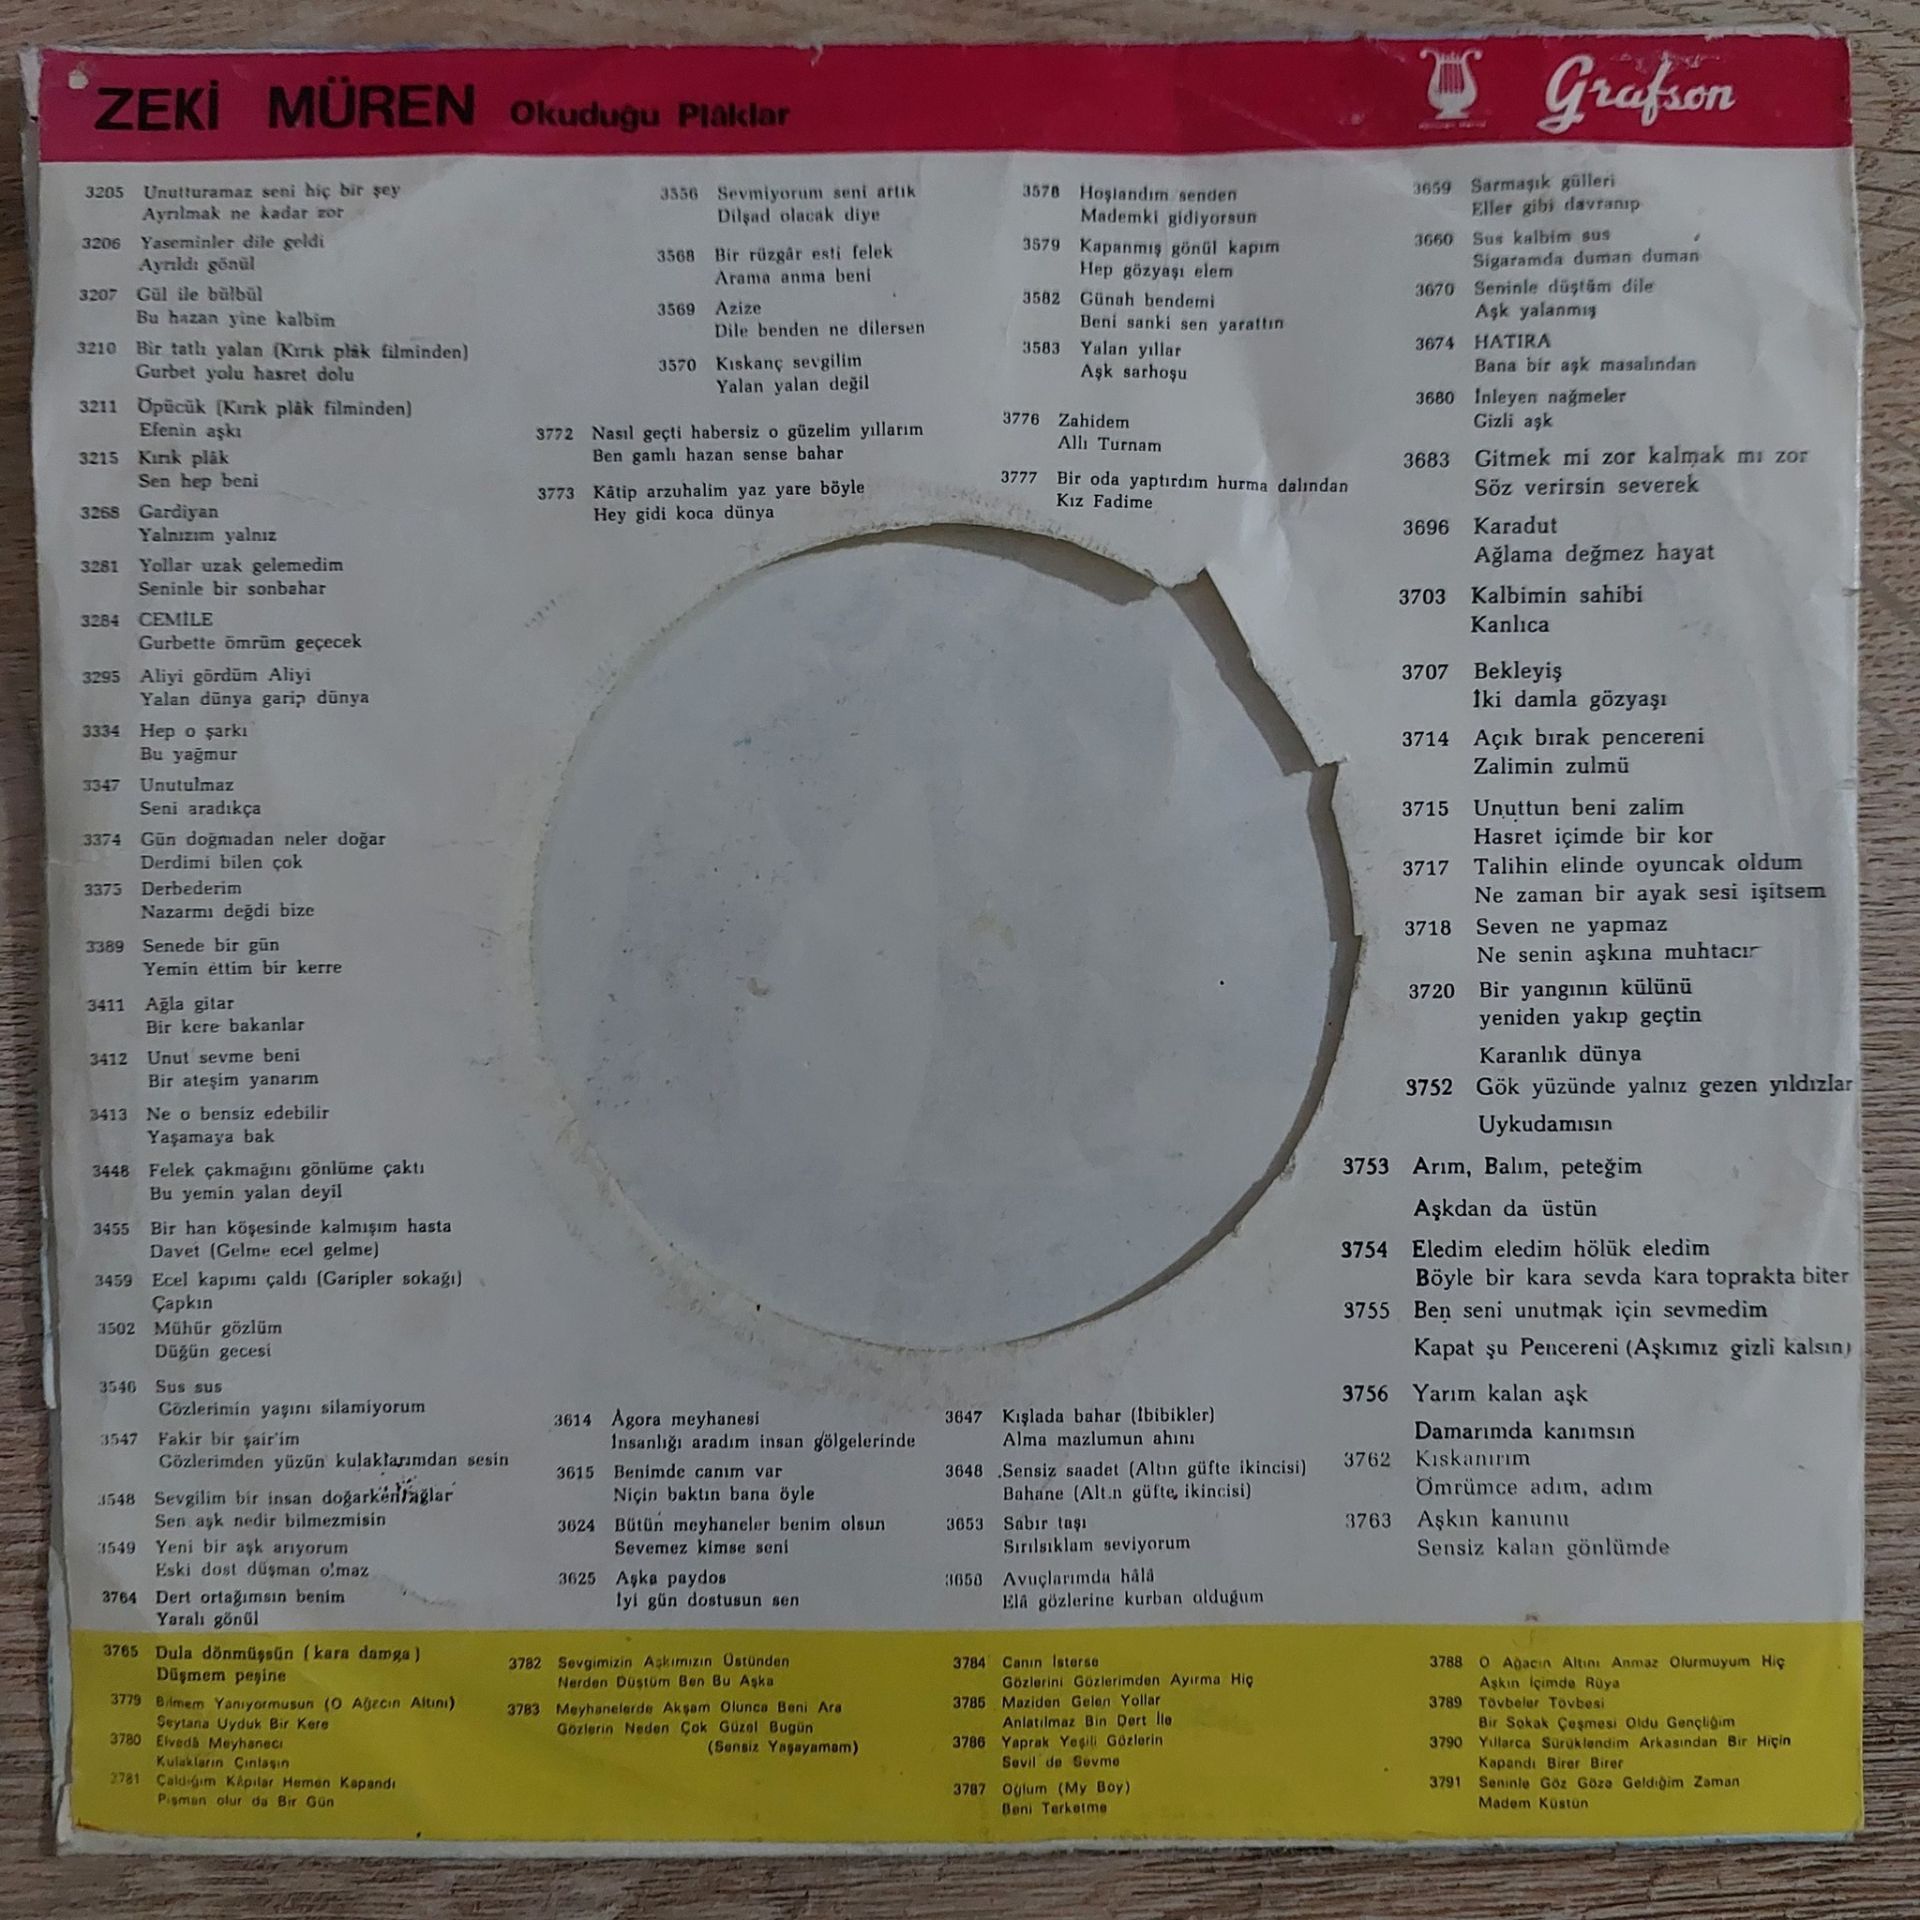 ZEKİ MÜREN Okuduğu Plâklar
Grafson
3205 Unutturamaz seni hiç bir şey
Ayrılmak ne kadar zor
3206 Yaseminler dile geldi
Ayrıldı gönül
3207 Gül ile bülbül
Bu hazan yine kalbim
3210 Bir tatlı yalan (Kırık plâk filminden)
Gurbet yolu hasret dolu
3211 Öpücük (Kırık plâk filminden)
Efenin aşkı
3215 Kırık plâk
Sen hep beni
3268 Gardiyan
Yalnızım yalnız
3281 Yollar uzak gelemedim
Seninle bir sonbahar
3284 CEMİLE
Gurbette ömrüm geçecek
3295 Aliyi gördüm Aliyi
Yalan dünya garip dünya
3334 Hep o şarkı
Bu yağmur
3347 Unutulmaz
Seni aradıkça
3374 Gün doğmadan neler doğar
Derdimi bilen çok
3375 Derbederim
Nazarmı değdi bize
3389 Senede bir gün
Yemin ettim bir kerre
3411 Ağla gitar
Bir kere bakanlar
3412 Unut sevme beni
Bir ateşim yanarım
3413 Ne o bensiz edebilir
Yaşamaya bak
3448 Felek çakmağını gönlüme çaktı
Bu yemin yalan deyil
3455 Bir han köşesinde kalmışım hasta
Davet (Gelme ecel gelme)
3459 Ecel kapımı çaldı (Garipler sokağı)
Çapkın
3502 Mühür gözlüm
Düğün gecesi
3546 Sus sus
Gözlerimin yaşını silamiyorum
3547 Fakir bir şair'im
Gözlerimden yüzün kulaklarımdan sesin
3548 Sevgilim bir insan doğarken ağlar
Sen aşk nedir bilmezmisin
3549 Yeni bir aşk arıyorum
Eski dost düşman olmaz
3764 Dert ortağımsın benim
Yaralı gönül
3556 Sevmiyorum seni artık
Dilşad olacak diye
3568 Bir rüzgâr esti felek
Arama anma beni
3569 Azize
Dile benden ne dilersen
3570 Kıskanç sevgilim
Yalan yalan değil
3772 Nasıl geçti habersiz o güzelim yıllarım
Ben gamlı hazan sense bahar
3773 Kâtip arzuhalim yaz yare böyle
Hey gidi koca dünya
3578 Hoşlandım senden
Mademki gidiyorsun
3579 Kapanmış gönül kapım
Hep gözyaşı elem
3582 Günah bendemi
Beni sanki sen yarattın
3583 Yalan yıllar
Aşk sarhoşu
3776 Zahidem
Allı Turnam
3777 Bir oda yaptırdım hurma dalından
Kız Fadime
3614 Agora meyhanesi
İnsanlığı aradım insan gölgelerinde
3615 Benimde canım var
Niçin baktın bana öyle
3624 Bütün meyhaneler benim olsun
Sevemez kimse seni
3625 Aşka paydos
İyi gün dostusun sen
3647 Kışlada bahar (İbibikler)
Alma mazlumun ahını
3648 Sensiz saadet (Altın güfte ikincisi)
Bahane (Alt.n güfte ikincisi)
3653 Sabır taşı
Sırılsıklam seviyorum
Avuçlarımda hâlâ
Elâ gözlerine kurban olduğum
3659 Sarmaşık gülleri
Eller gibi davranıp
3660 Sus kalbim sus
Sigaramda duman duman
3670 Seninle düştüm dile
Aşk yalanmış
3674 HATIRA
Bana bir aşk masalından
3680 İnleyen nağmeler
Gizli aşk
3683 Gitmek mi zor kalmak mı zor
Söz verirsin severek
3696 Karadut
Ağlama değmez hayat
3703 Kalbimin sahibi
Kanlıca
3707 Bekleyiş
İki damla gözyaşı
3714 Açık bırak pencereni
Zalimin zulmü
3715 Unuttun beni zalim
Hasret içimde bir kor
3717 Talihin elinde oyuncak oldum
Ne zaman bir ayak sesi işitsem
3718 Seven ne yapmaz
Ne senin aşkına muhtacır
3720 Bir yangının külünü
yeniden yakıp geçtin
Karanlık dünya
3752 Gök yüzünde yalnız gezen yıldızlar
Uykudamısın
3753 Arım, Balım, peteğim
Aşkdan da üstün
3754 Eledim eledim hölük eledim
Böyle bir kara sevda kara toprakta biter
3755 Ben seni unutmak için sevmedim
Kapat şu Pencereni (Aşkımız gizli kalsın)
3756 Yarım kalan aşk
Damarımda kanımsın
3762 Kıskanırım
Ömrümce adım, adım
3763 Aşkın kanunu
Sensiz kalan gönlümde
3765 Dula dönmüşsün (kara damga)
Düşmem peşine
3779 Bilmem Yanıyormusun (O Ağacın Altını)
Şeytana Uyduk Bir Kere
3780 Elvedâ Meyhaneci
Kulakların Çınlasın
3781 Çaldığım Kâpılar Hemen Kapandı
Pişman olur da Bir Gün
3782 Sevgimizin Aşkımızın Üstünden
Nerden Düştüm Ben Bu Aşka
3783 Meyhanelerde Akşam Olunca Beni Ara
Gözlerin Neden Çok Güzel Bugün
(Sensiz Yaşayamam)
3784 Canın İsterse
Gözlerini Gözlerimden Ayırma Hiç
3785 Maziden Gelen Yollar
Anlatılmaz Bin Dert İle
3786 Yaprak Yeşili Gözlerin
Sevil de Sevme
3787 Oğlum (My Boy)
Beni Terketme
3788 O Ağacın Altını Anmaz Olurmuyum Hiç
Aşkın İçimde Rüya
3789 Tövbeler Tövbesi
Bir Sokak Çeşmesi Oldu Gençliğim
3790 Yıllarca Sürüklendim Arkasından Bir Hiçin
Kapandı Birer Birer
3791 Seninle Göz Göze Geldiğim Zaman
Madem Küstün